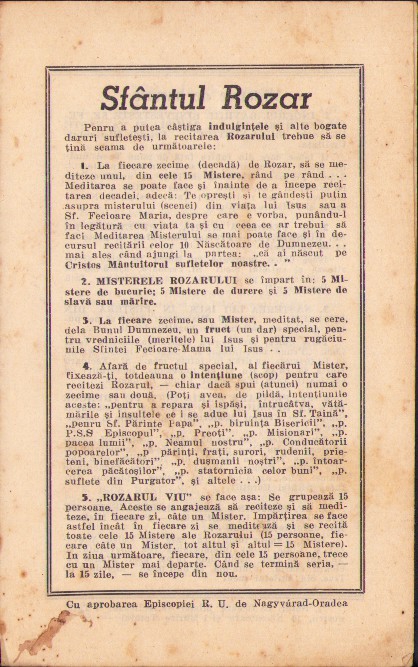 Sfântul Rozar
Penru a putea câştiga indulginţele şi alte bogate
daruri sufleteşti, la recitarea Rozarului trebue să se
ţină seama de următoarele:
1. La fiecare zecime (decadă) de Rozar, să se me-
diteze unul, din cele 15 Mistere, rând pe rând . . .
Meditarea se poate face şi înainte de a începe reci-
tarea decadei, adecă: Te opreşti şi te gândeşti puţin
asupra misterului (scenei) din viaţa lui Isus sau a
Sf. Fecioare Maria, despre care e vorba, punându-l
în legătură cu viaţa ta şi cu ceea ce ar trebui să
faci Meditarea Misterului se mai poate face şi în de-
cursul recitării celor 10 Născătoare de Dumnezeu. . .
mai ales când ajungi la partea: „că ai născut pe
Cristos Mântuitorul sufletelor noastre. . "
2. MISTERELE ROZARULUI se împart în: 5 Mi-
stere de bucurie; 5 Mistere de durere şi 5 Mistere de
slavă sau mărire.
3. La fiecare zecime, sau Mister, meditat, se cere,
dela Bunul Dumnezeu, un fruct (un dar) special, pen-
tru vredniciile (meritele) lui Isus şi pentru rugăciu-
nile Sfintei Fecioare-Mama lui Isus . .
4. Afară de fructul special, al fiecărui Mister,
fixează-ţi, totdeauna o intenţiune (scop) pentru care
recitezi Rozarul, — chiar dacă spui (atunci) numai o
zecime sau două. (Poţi avea, de pildă, intenţiunile
aceste: „pentru a repara şi ispăşi, întrucâtva, vătă-
mările şi insultele ce i se aduc lui Isus în Sf. Taină",
„penru Sf. Părinte Papa", „p. biruinţa Bisericii", „p.
P.S.S Episcopul", „p. Preoţi", „p. Misionari", „p.
pacea lumii", „p. Neamul nostru", „p. Conducătorii
popoarelor", „p părinţi, fraţi, surori, rudenii, prie-
teni, binefăcători", „p. duşmanii noştri", „p. întoar-
cerea păcătoşilor", „p. statornicia celor buni", „p.
suflete din Purgator", şi altele . . .)
5. „ROZARUL VIU" se face aşa: Se grupează 15
persoane. Aceste se angajează să reciteze şi să medi-
teze, în fiecare zi, câte un Mister. Impărţirea se face
astfel încât în fiecare zi se meditează şi se recită
toate cele 15 Mistere ale Rozarului (15 persoane, fie-
care câte un Mister, tot altul şi altul = 15 Mistere).
In ziua următoare, fiecare, din cele 15 persoane, trece
cu un Mister mai departe. Când se termină seria, —
la 15 zile, — se începe din nou.
Cu aprobarea Episcopiei R. U. de Nagyvárad-Oradea